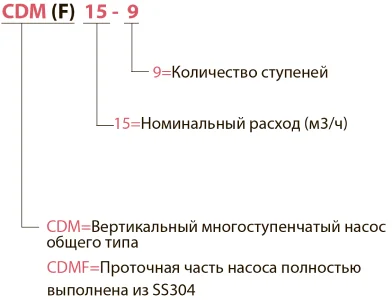 CDM (F) 15 - 9
9=Количество ступеней
15=Номинальный расход (м3/ч)
CDM=Вертикальный многоступенчатый насос
общего типа
CDMF=Проточная часть насоса полностью
выполнена из SS304